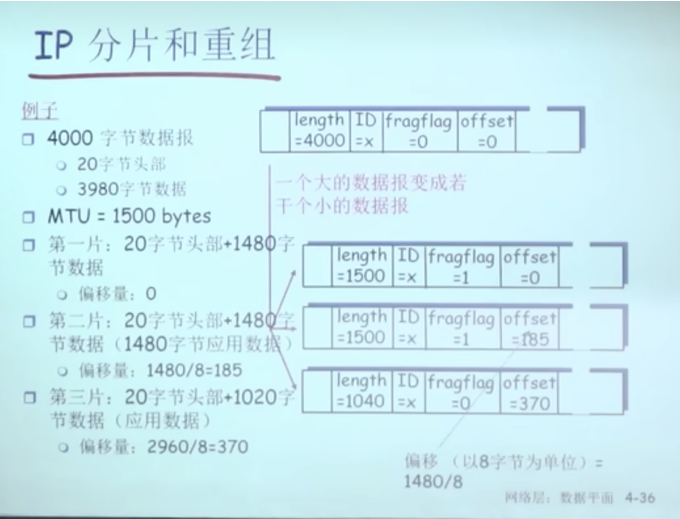 IP 分片和重组
例子
4000 字节数据报
20字节头部
3980字节数据
MTU = 1500 bytes
第一片：20字节头部+1480字
节数据
偏移量：0
第二片：20字节头部+1480字
节数据（1480字节应用数据）
偏移量：1480/8=185
第三片：20字节头部+1020字
节数据（应用数据）
偏移量：2960/8=370
length ID fragflag offset
=4000 =x =0 =0
一个大的数据报变成若
干个小的数据报
length ID fragflag offset
=1500 =x =1 =0
length ID fragflag offset
=1500 =x =1 =185
length ID fragflag offset
=1040 =x =0 =370
偏移 （以8字节为单位）=
1480/8
网络层：数据平面 4-36